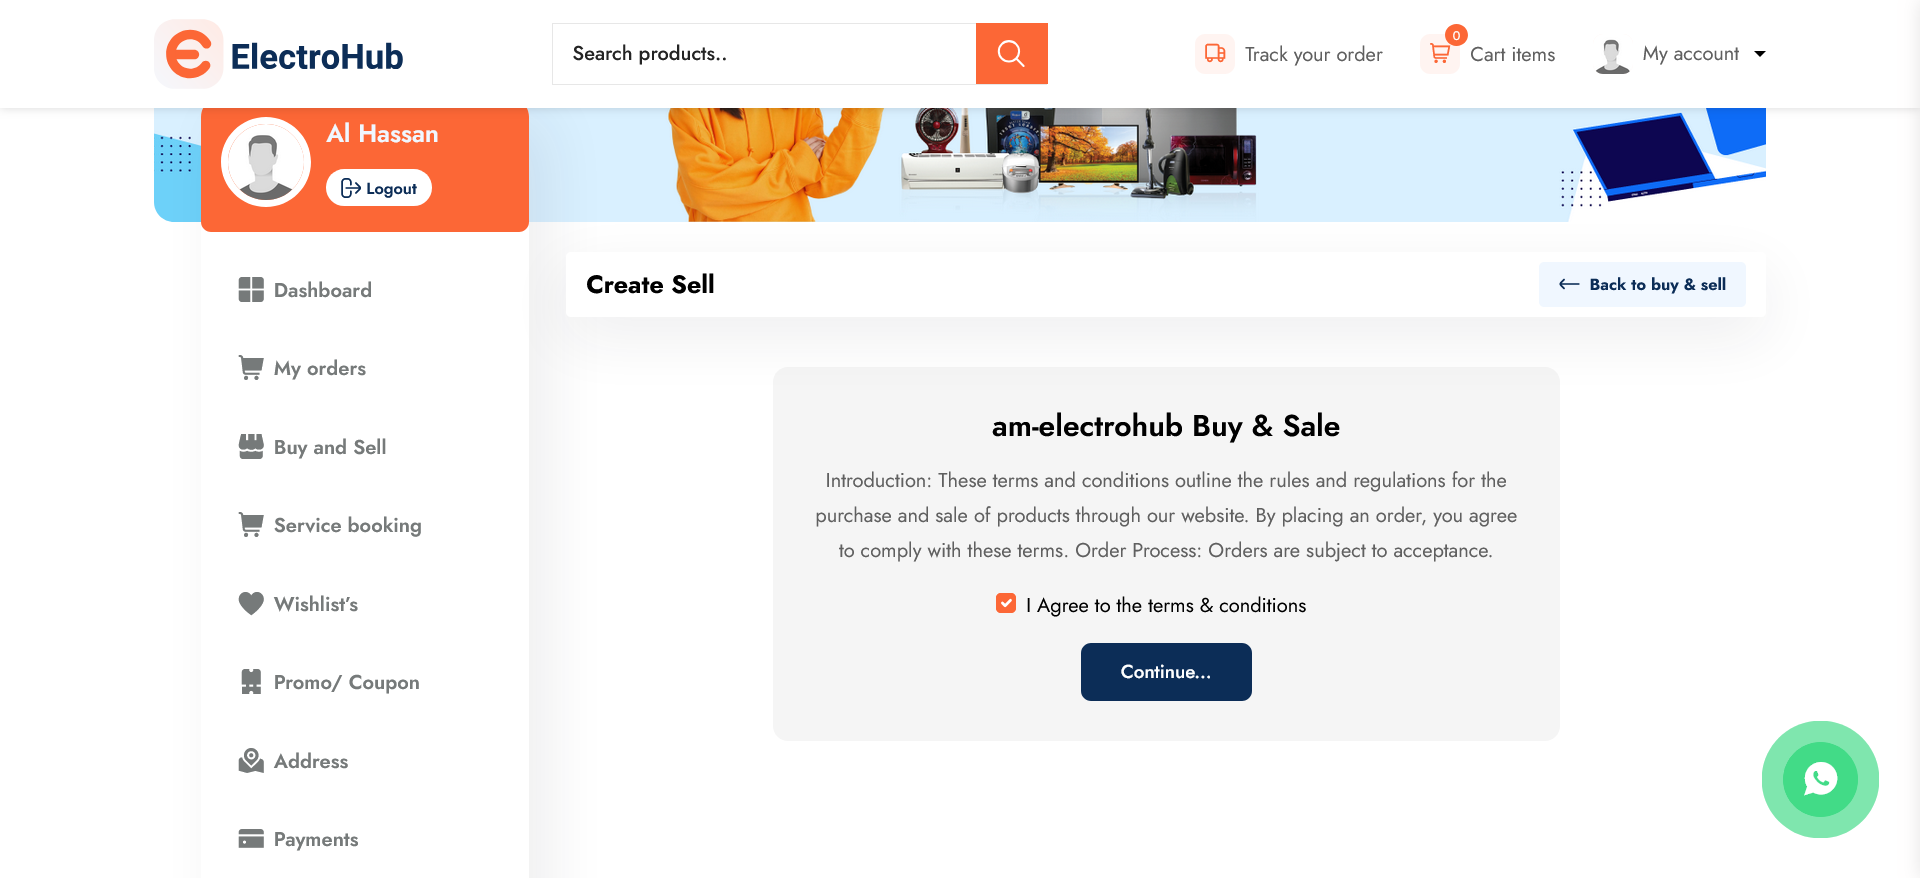 ElectroHub
Search products..
Track your order
0
Cart items
My account
Al Hassan
Logout
Dashboard
My orders
Buy and Sell
Service booking
Wishlist's
Promo/ Coupon
Address
Payments
Create Sell
Back to buy & sell
am-electrohub Buy & Sale
Introduction: These terms and conditions outline the rules and regulations for the
purchase and sale of products through our website. By placing an order, you agree
to comply with these terms. Order Process: Orders are subject to acceptance.
I Agree to the terms & conditions
Continue...